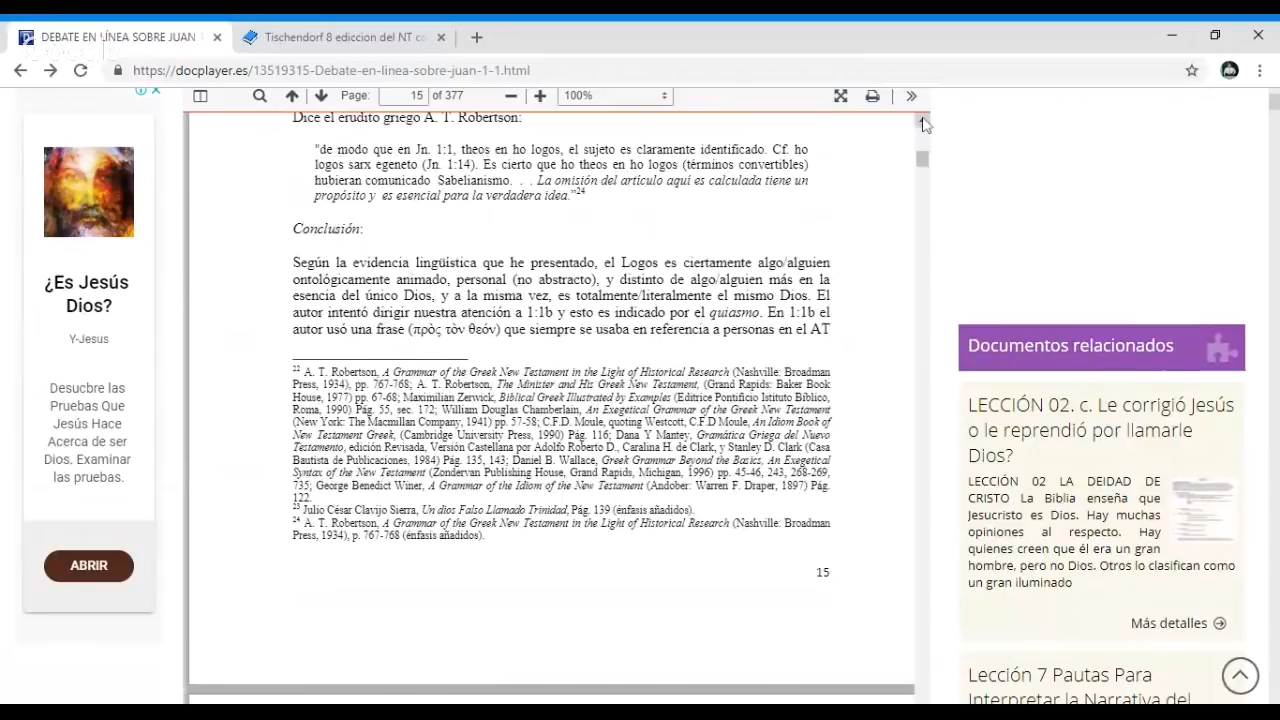 DEBATE EN LÍNEA SOBRE JUAN
Tischendorf 8 ediccion del NT co
https://docplayer.es/13519315-Debate-en-linea-sobre-juan-1-1.html
Page: 15 of 377
100%
Dice el erudito griego A. T. Robertson:
"de modo que en Jn. 1:1, theos en ho logos, el sujeto es claramente identificado. Cf. ho
logos sarx egeneto (Jn. 1:14). Es cierto que ho theos en ho logos (términos convertibles)
hubieran comunicado Sabelianismo. . . La omisión del artículo aquí es calculada tiene un
propósito y es esencial para la verdadera idea."24
Conclusión:
Según la evidencia lingüística que he presentado, el Logos es ciertamente algo/alguien
ontológicamente animado, personal (no abstracto), y distinto de algo/alguien más en la
esencia del único Dios, y a la misma vez, es totalmente/literalmente el mismo Dios. El
autor intentó dirigir nuestra atención a 1:1b y esto es indicado por el quiasmo. En 1:1b el
autor usó una frase (πρὸς τὸν θεόν) que siempre se usaba en referencia a personas en el AT
22 A. T. Robertson, A Grammar of the Greek New Testament in the Light of Historical Research (Nashville: Broadman
Press, 1934), pp. 767-768; A. T. Robertson, The Minister and His Greek New Testament, (Grand Rapids: Baker Book
House, 1977) pp. 67-68; Maximilian Zerwick, Biblical Greek Illustrated by Examples (Editrice Pontificio Istituto Biblico,
Roma, 1990) Pág. 55, sec. 172; William Douglas Chamberlain, An Exegetical Grammar of the Greek New Testament
(New York: The Macmillan Company, 1941) pp. 57-58; C.F.D. Moule, quoting Westcott, C.F.D Moule, An Idiom Book of
New Testament Greek, (Cambridge University Press, 1990) Pág. 116; Dana Y Mantey, Gramática Griega del Nuevo
Testamento, edición Revisada, Versión Castellana por Adolfo Roberto D., Caralina H. de Clark, y Stanley D. Clark (Casa
Bautista de Publicaciones, 1984) Pág. 135, 143; Daniel B. Wallace, Greek Grammar Beyond the Basics, An Exegetical
Syntax of the New Testament (Zondervan Publishing House, Grand Rapids, Michigan, 1996) pp. 45-46, 243, 268-269,
735; George Benedict Winer, A Grammar of the Idiom of the New Testament (Andober: Warren F. Draper, 1897) Pág.
122.
23 Julio César Clavijo Sierra, Un dios Falso Llamado Trinidad, Pág. 139 (énfasis añadidos).
24 A. T. Robertson, A Grammar of the Greek New Testament in the Light of Historical Research (Nashville: Broadman
Press, 1934), p. 767-768 (énfasis añadidos).
15
¿Es Jesús
Dios?
Y-Jesus
Desucbre las
Pruebas Que
Jesús Hace
Acerca de ser
Dios. Examinar
las pruebas.
ABRIR
Documentos relacionados
LECCIÓN 02. c. Le corrigió Jesús
o le reprendió por llamarle
Dios?
LECCIÓN 02 LA DEIDAD DE
CRISTO La Biblia enseña que
Jesucristo es Dios. Hay muchas
opiniones al respecto. Hay
quienes creen que él era un gran
hombre, pero no Dios. Otros lo clasifican como
un gran iluminado
Más detalles
Lección 7 Pautas Para
Interpretar la Narrativa del